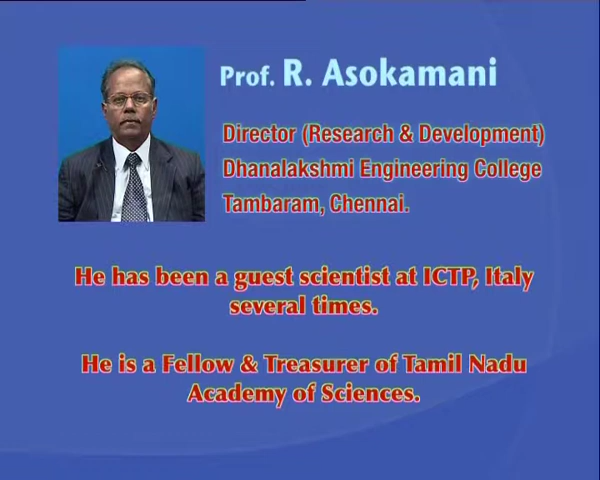 Prof. R. Asokamani
Director (Research & Development)
Dhanalakshmi Engineering College
Tambaram, Chennai.
He has been a guest scientist at ICTP, Italy
several times.
He is a Fellow & Treasurer of Tamil Nadu
Academy of Sciences.